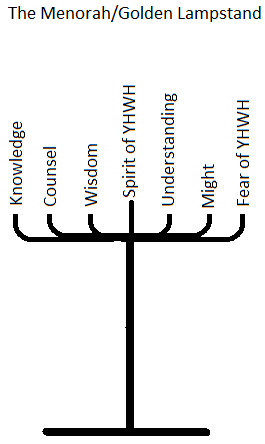 The Menorah/Golden Lampstand
Knowledge
Counsel
Wisdom
Spirit of YHWH
Understanding
Might
Fear of YHWH